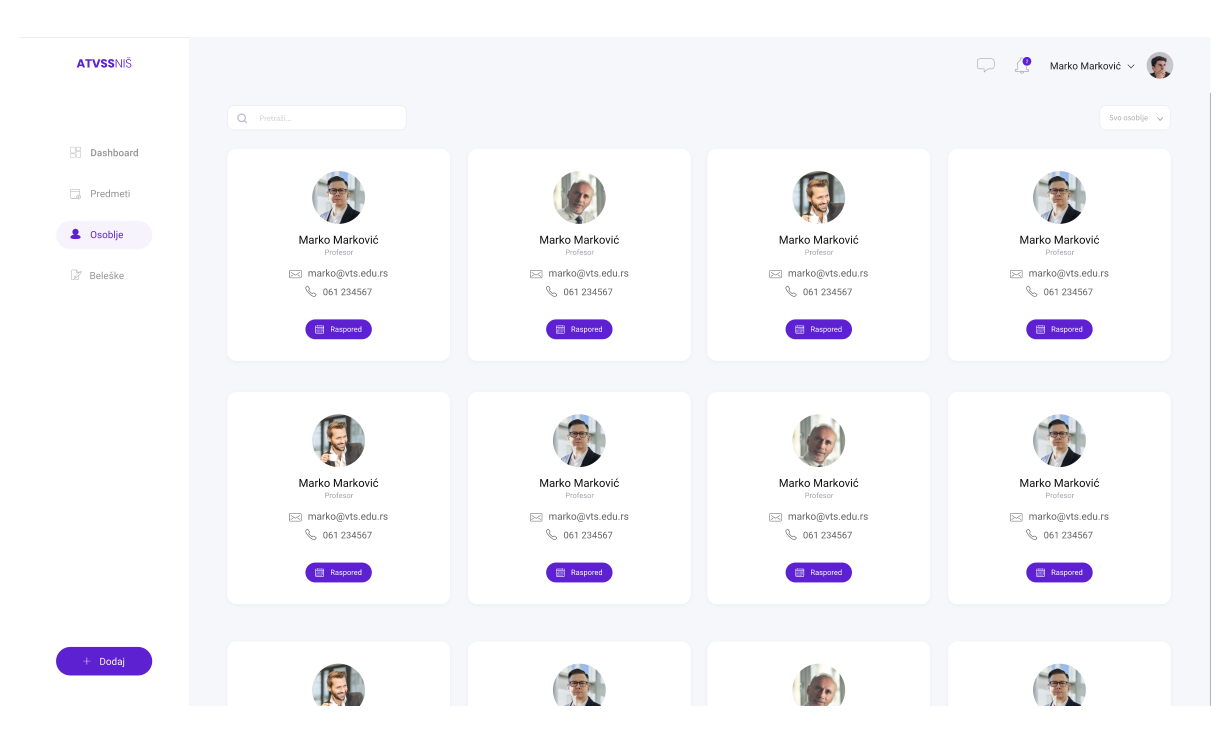 ATVSSNIŠ
2
Marko Marković
Pretraži...
Svo osoblje
Dashboard
Predmeti
Osoblje
Beleške
Dodaj
Marko Marković
Profesor
marko@vts.edu.rs
061 234567
Raspored
Marko Marković
Profesor
marko@vts.edu.rs
061 234567
Raspored
Marko Marković
Profesor
marko@vts.edu.rs
061 234567
Raspored
Marko Marković
Profesor
marko@vts.edu.rs
061 234567
Raspored
Marko Marković
Profesor
marko@vts.edu.rs
061 234567
Raspored
Marko Marković
Profesor
marko@vts.edu.rs
061 234567
Raspored
Marko Marković
Profesor
marko@vts.edu.rs
061 234567
Raspored
Marko Marković
Profesor
marko@vts.edu.rs
061 234567
Raspored